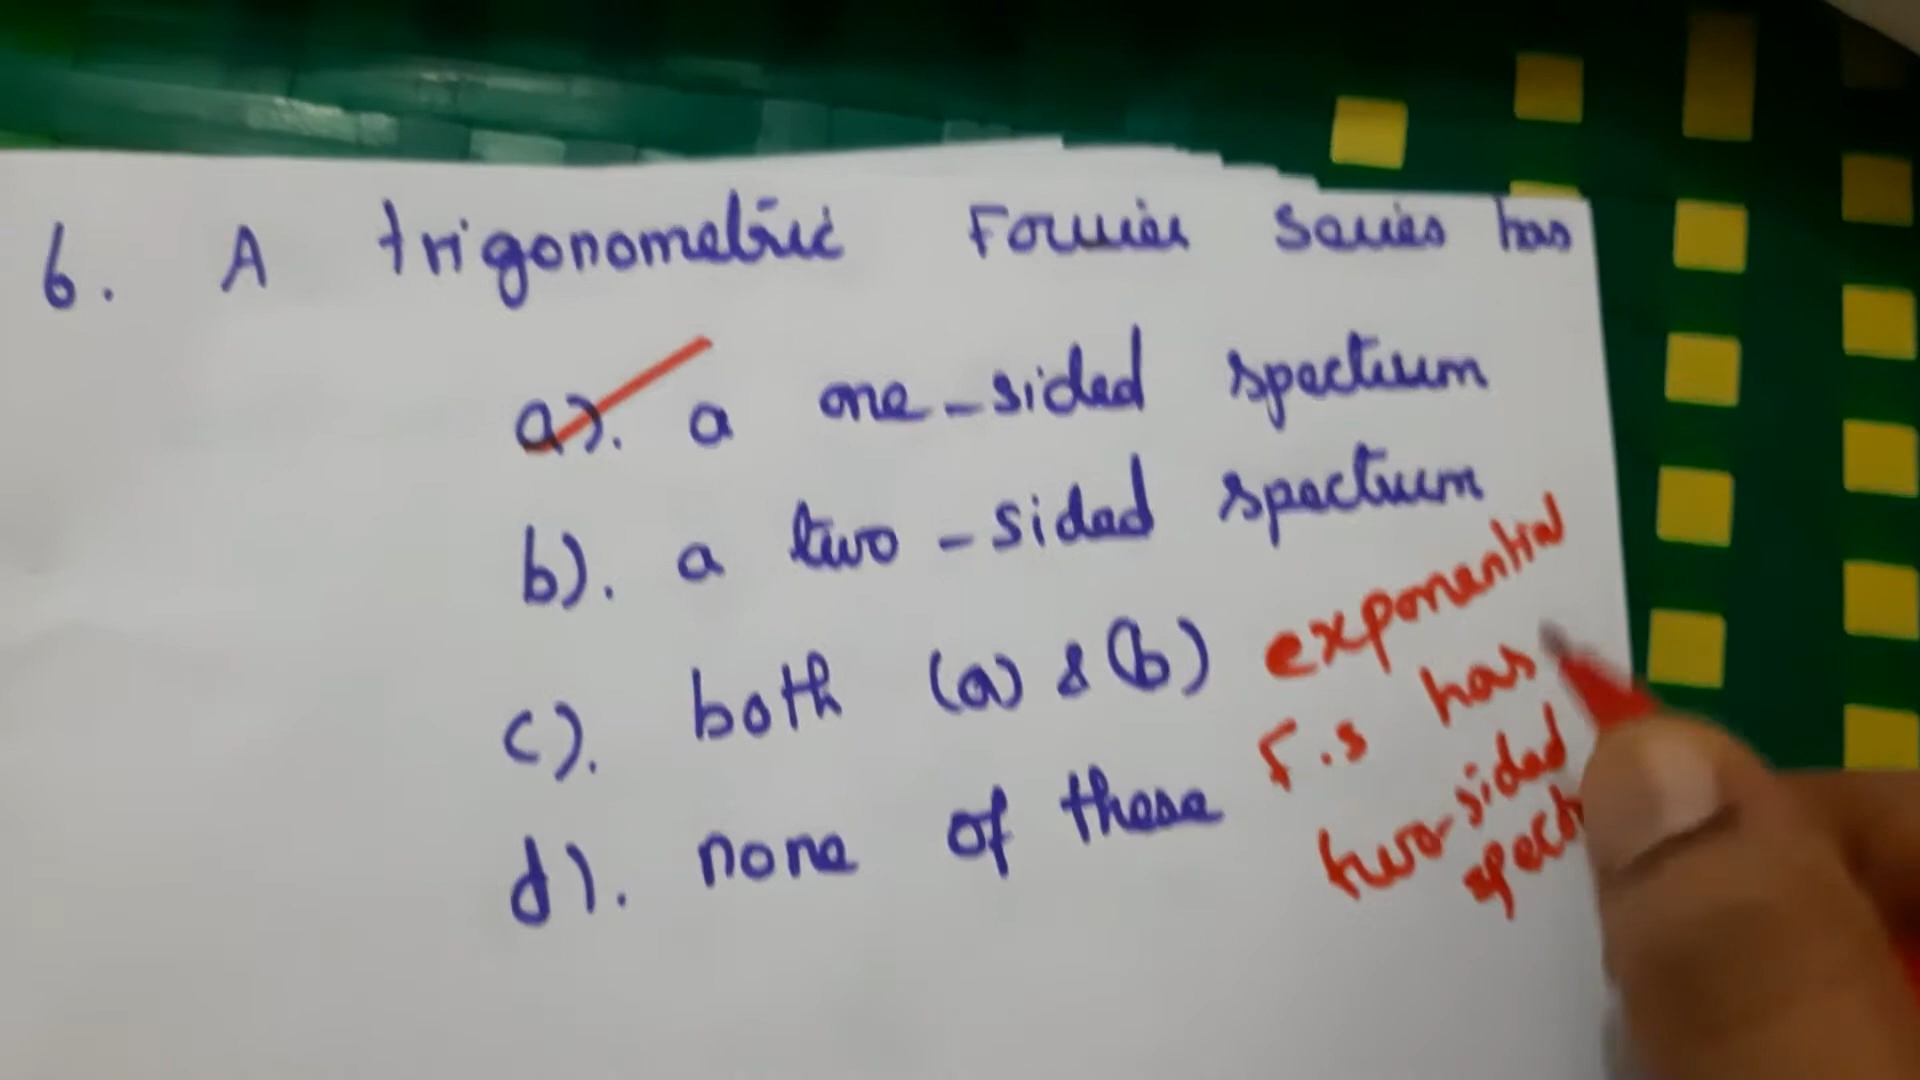 6. A trigonometric Fourier Series has
a). a one-sided spectrum
b). a two-sided spectrum
c). both (a) & (b)
d). none of these
exponential
F.s has
two-sided